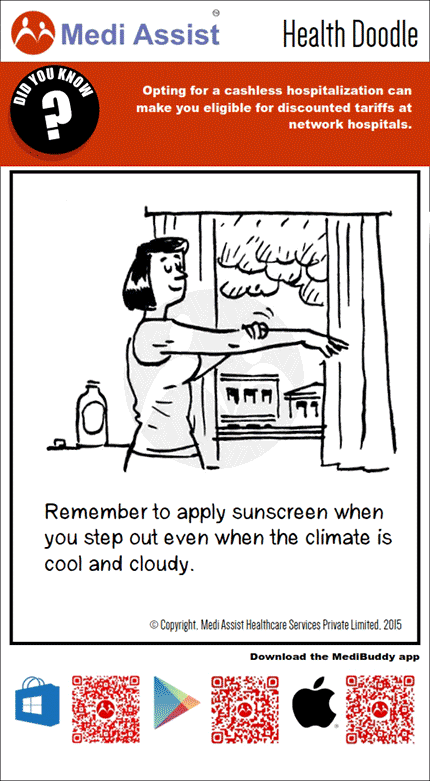 Medi Assist
Health Doodle
DID YOU KNOW
?
Opting for a cashless hospitalization can
make you eligible for discounted tariffs at
network hospitals.
Remember to apply sunscreen when
you step out even when the climate is
cool and cloudy.
© Copyright, Medi Assist Healthcare Services Private Limited, 2015
Download the MediBuddy app